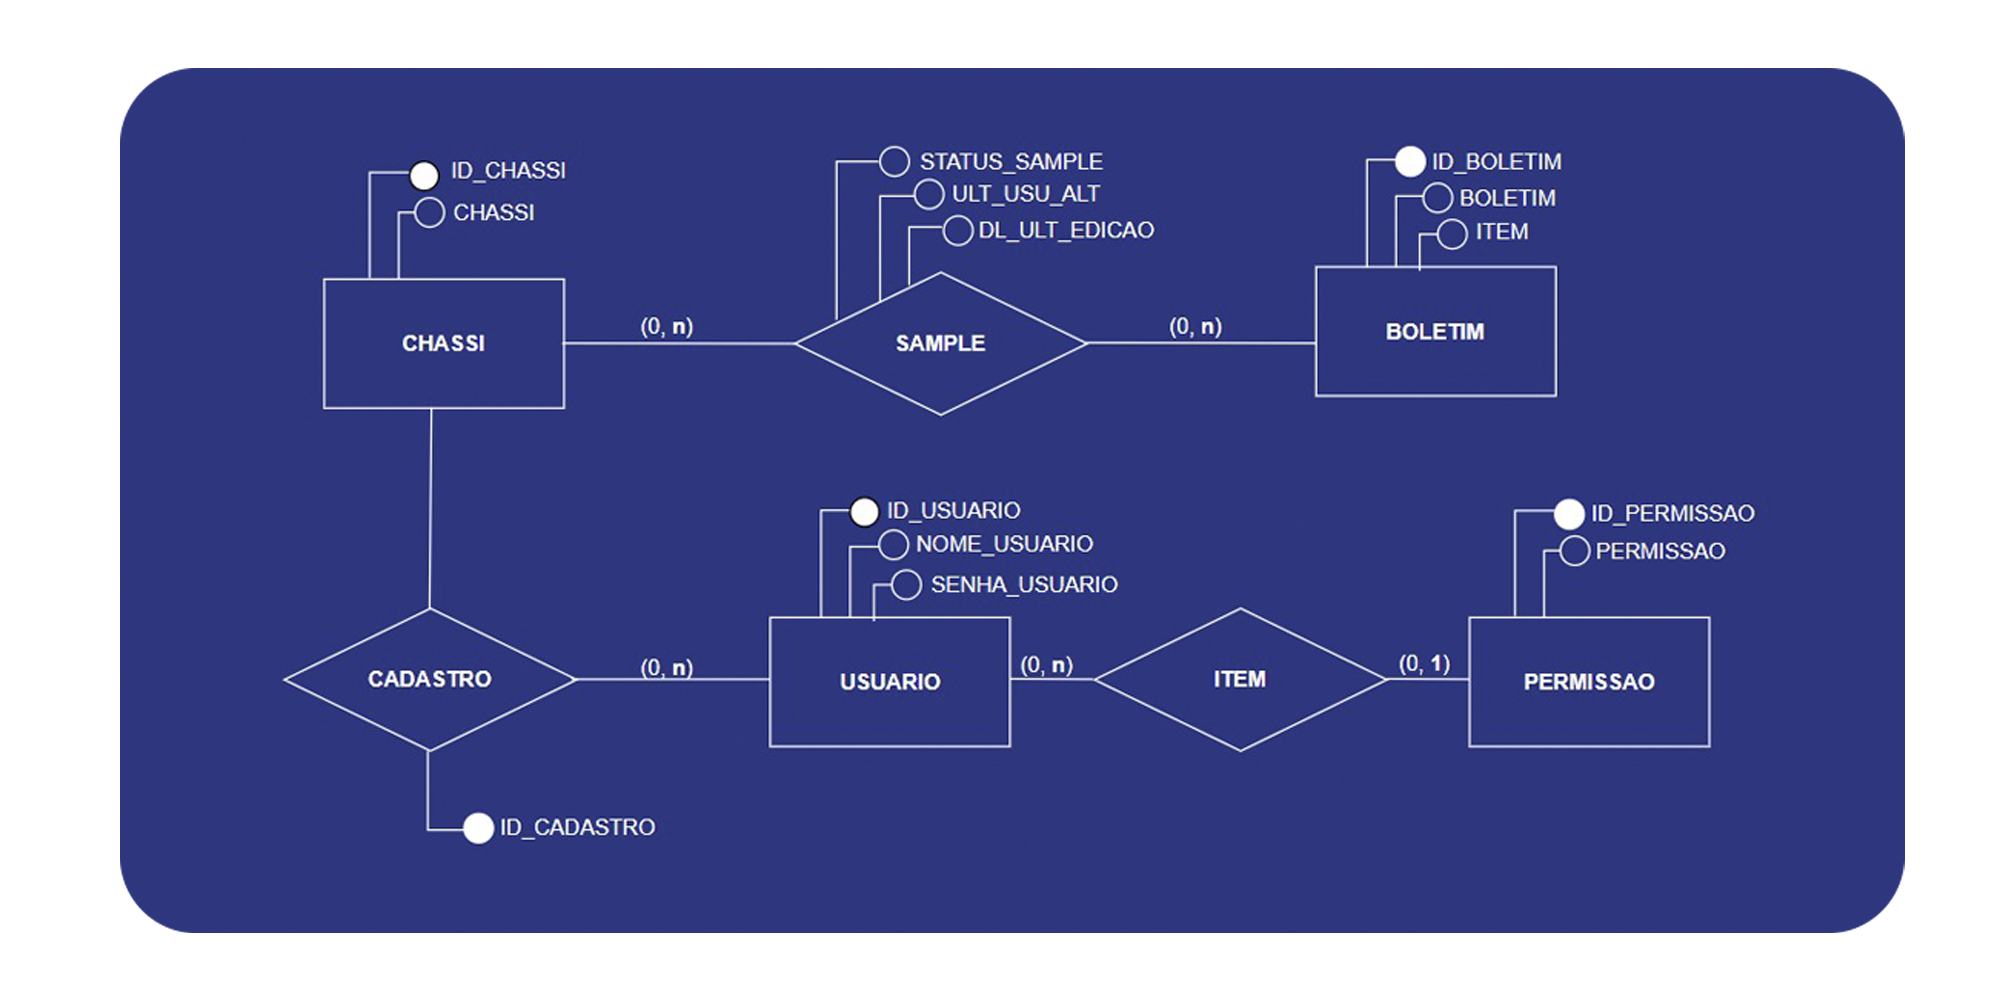 ID_CHASSI
CHASSI
STATUS_SAMPLE
ULT_USU_ALT
DL_ULT_EDICAO
ID_BOLETIM
BOLETIM
ITEM
CHASSI
(0, n)
SAMPLE
(0, n)
BOLETIM
ID_USUARIO
NOME_USUARIO
SENHA_USUARIO
ID_PERMISSAO
PERMISSAO
CADASTRO
(0, n)
USUARIO
(0, n)
ITEM
(0, 1)
PERMISSAO
ID_CADASTRO